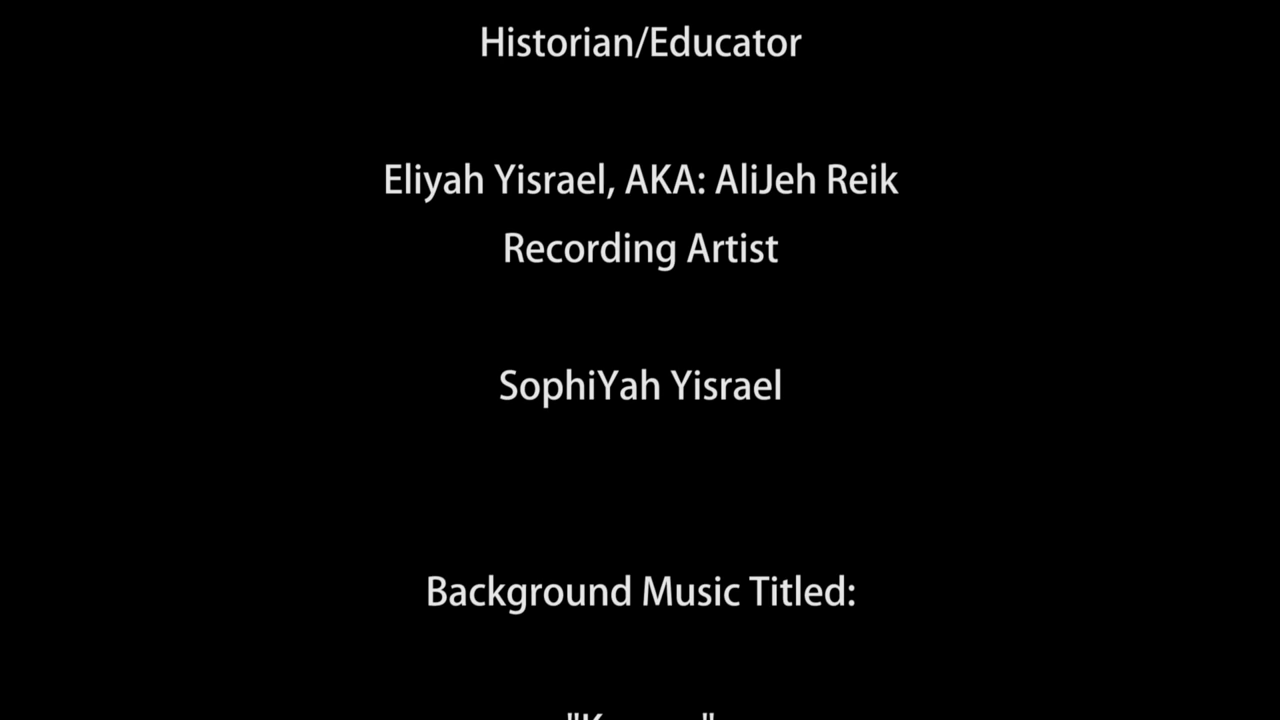 Historian/Educator
Eliyah Yisrael, AKA: AliJeh Reik
Recording Artist
SophiYah Yisrael
Background Music Titled: